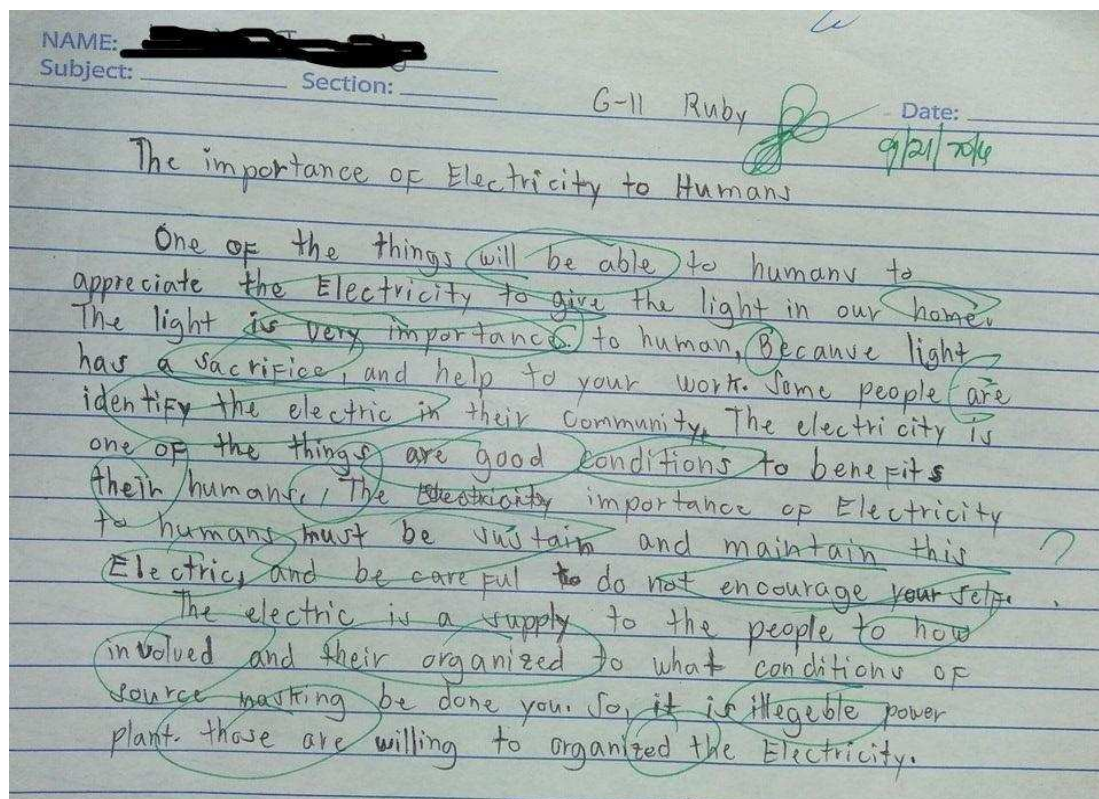 NAME:
Subject: Section:
G-11 Ruby Date:
9/21/2016
The importance of Electricity to Humans
One of the things will be able to humans to
appreciate the Electricity to give the light in our home.
The light is very importances. to human, Because light
has a sacrifice, and help to your work. Some people are
identify the electric in their community. The electricity is
one of the things are good conditions to benefits
their humans, The Electricity importance of Electricity
to humans must be sustain and maintain this ?
Electric, and be careful to do not encourage your self.
The electric is a supply to the people to how
involved and their organized to what conditions of
source masking be done you. So, it is illegeble power
plant. those are willing to organized the Electricity.